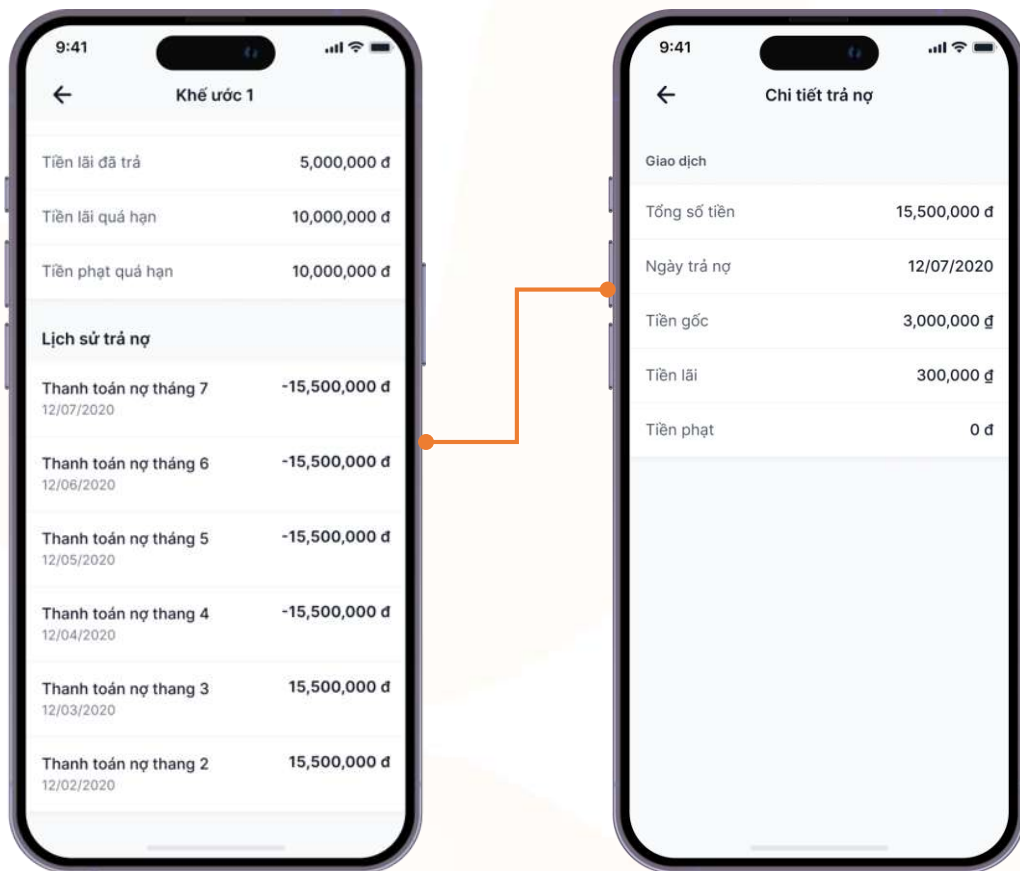 9:41
Khế ước 1
Tiền lãi đã trả 5,000,000 đ
Tiền lãi quá hạn 10,000,000 đ
Tiền phạt quá hạn 10,000,000 đ
Lịch sử trả nợ
Thanh toán nợ tháng 7 -15,500,000 đ
12/07/2020
Thanh toán nợ tháng 6 -15,500,000 đ
12/06/2020
Thanh toán nợ tháng 5 -15,500,000 đ
12/05/2020
Thanh toán nợ thang 4 -15,500,000 đ
12/04/2020
Thanh toán nợ thang 3 15,500,000 đ
12/03/2020
Thanh toán nợ thang 2 15,500,000 đ
12/02/2020
9:41
Chi tiết trả nợ
Giao dịch
Tổng số tiền 15,500,000 đ
Ngày trả nợ 12/07/2020
Tiền gốc 3,000,000 ₫
Tiền lãi 300,000 ₫
Tiền phạt 0 đ